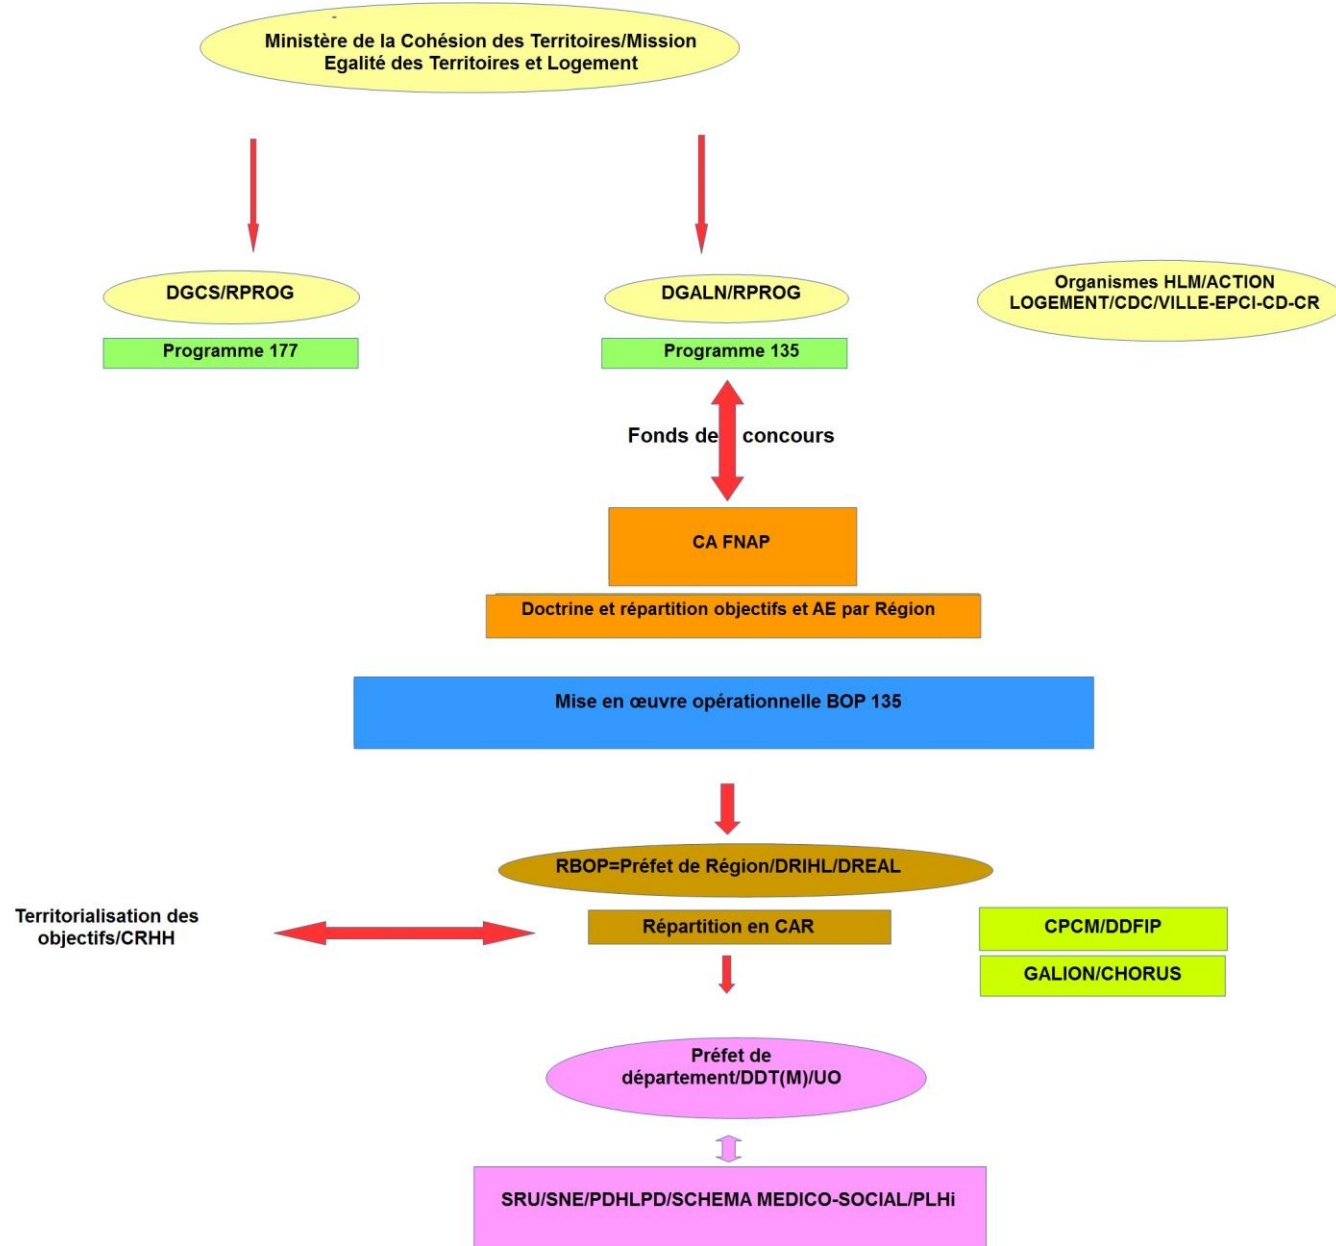 Ministère de la Cohésion des Territoires/Mission
Egalité des Territoires et Logement
DGCS/RPROG
Programme 177
DGALN/RPROG
Programme 135
Organismes HLM/ACTION
LOGEMENT/CDC/VILLE-EPCI-CD-CR
Fonds de concours
CA FNAP
Doctrine et répartition objectifs et AE par Région
Mise en œuvre opérationnelle BOP 135
RBOP=Préfet de Région/DRIHL/DREAL
Territorialisation des
objectifs/CRHH
Répartition en CAR
CPCM/DDFIP
GALION/CHORUS
Préfet de
département/DDT(M)/UO
SRU/SNE/PDHLPD/SCHEMA MEDICO-SOCIAL/PLHi